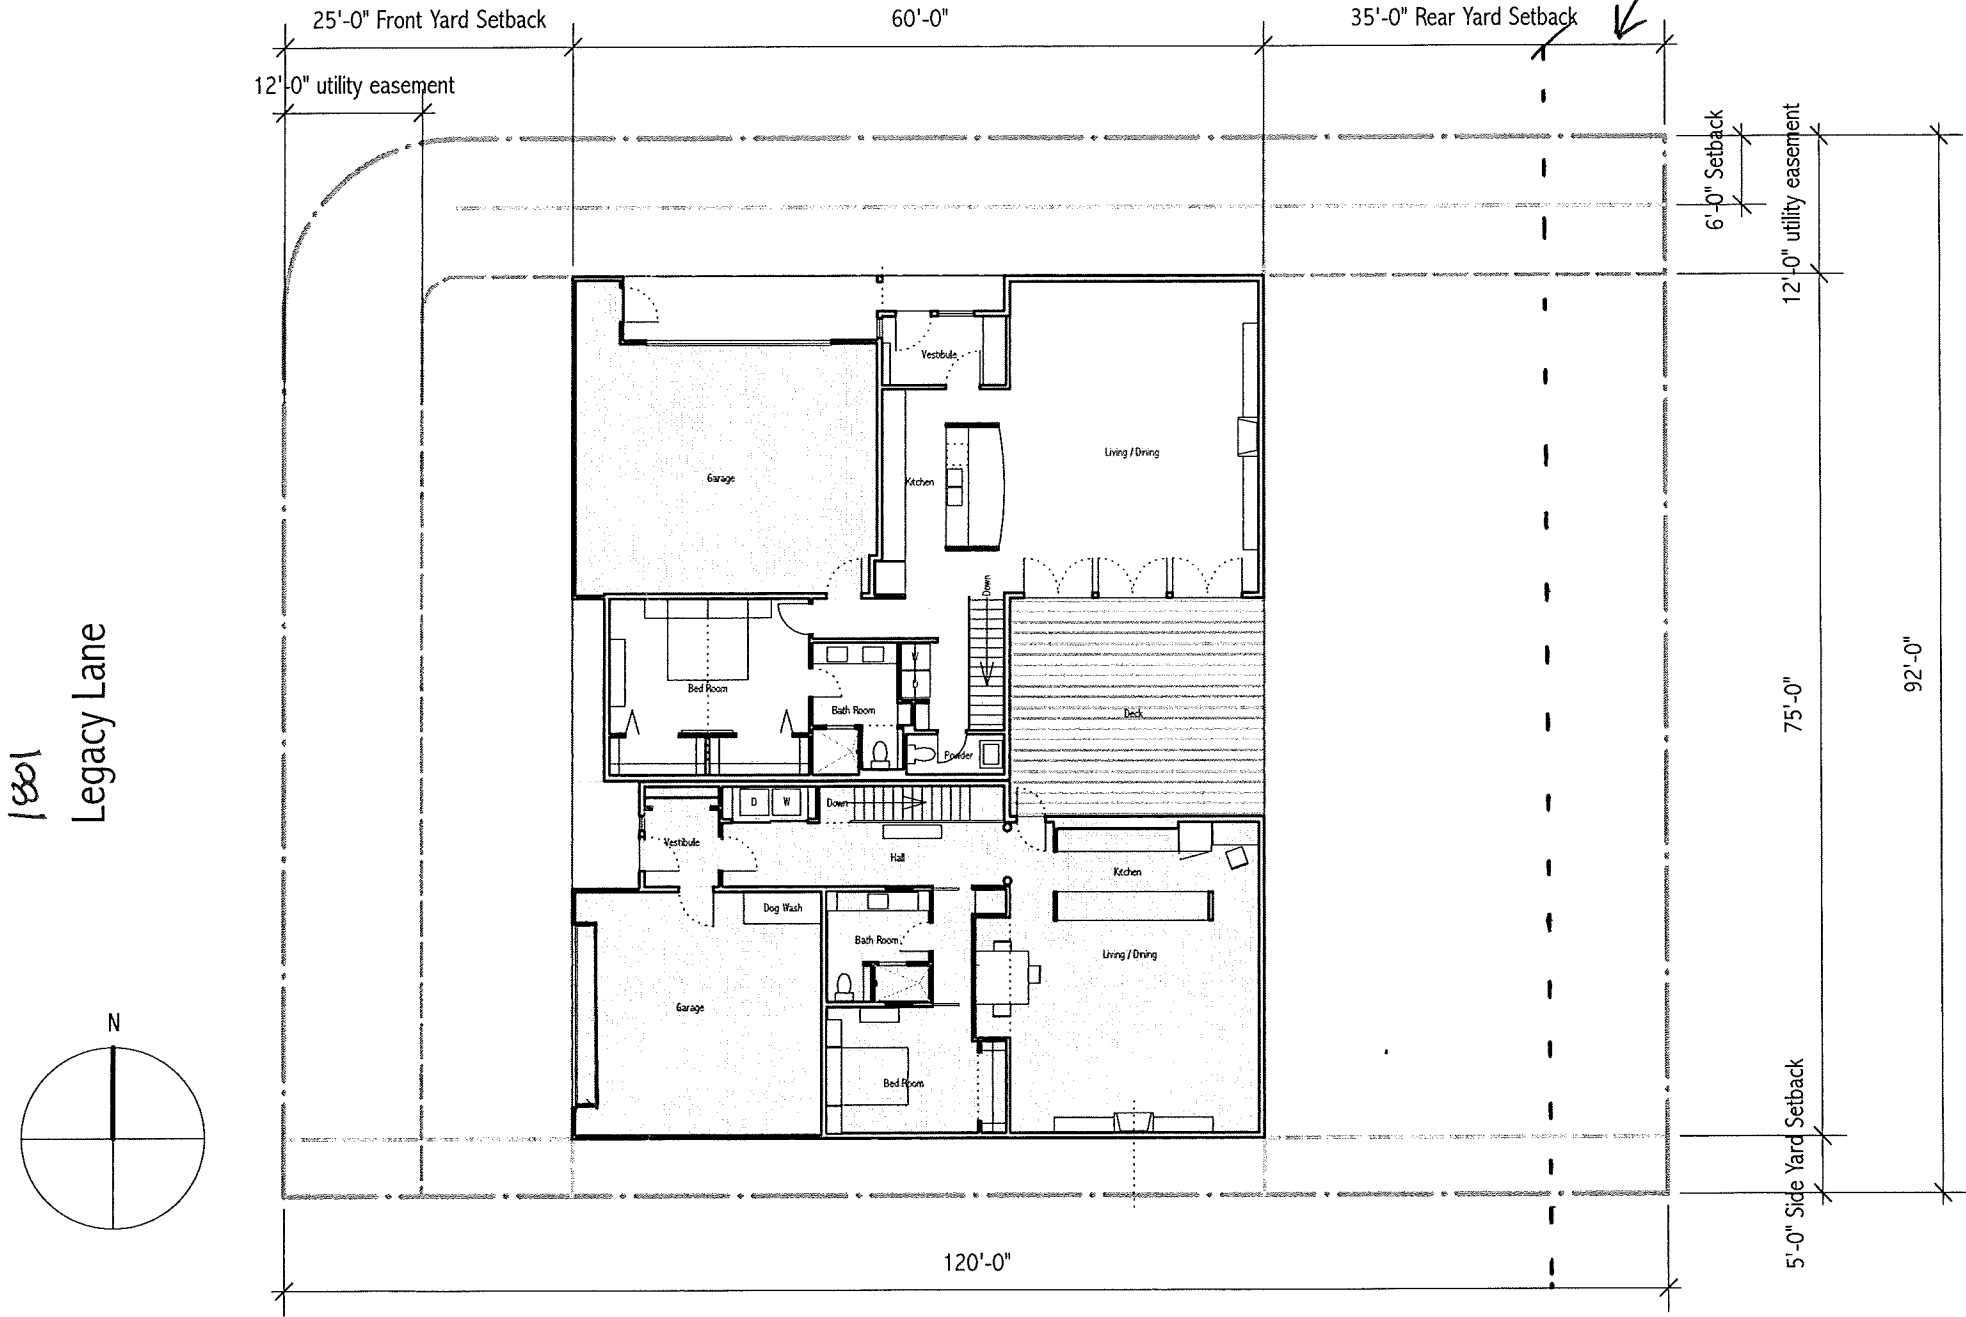 25'-0" Front Yard Setback
60'-0"
35'-0" Rear Yard Setback
12'-0" utility easement
6'-0" Setback
12'-0" utility easement
Vestibule
Living / Dining
Garage
Kitchen
Down
W
D
Bed Room
Bath Room
Powder
Deck
1801
Legacy Lane
75'-0"
92'-0"
D
W
Down
Vestibule
Hall
Kitchen
Dog Wash
Bath Room
Living / Dining
Garage
Bed Room
N
5'-0" Side Yard Setback
120'-0"